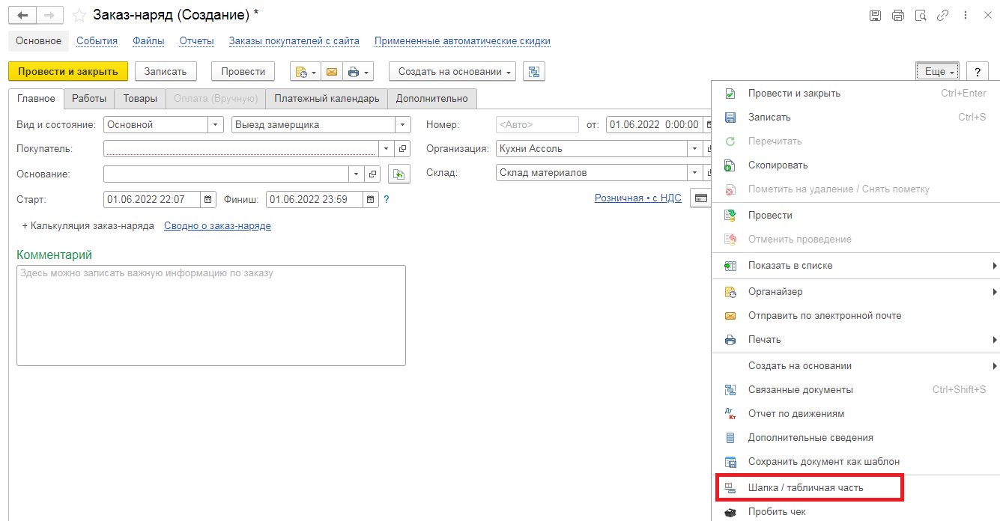 Заказ-наряд (Создание) *
Основное События Файлы Отчеты Заказы покупателей с сайта Примененные автоматические скидки
Провести и закрыть Записать Провести Создать на основании Еще ?
Главное Работы Товары Оплата (Вручную) Платежный календарь Дополнительно
Вид и состояние: Основной Выезд замерщика Номер: <Авто> от: 01.06.2022 0:00:00
Покупатель: Организация: Кухни Ассоль
Основание: Склад: Склад материалов
Старт: 01.06.2022 22:07 Финиш: 01.06.2022 23:59 ? Розничная • с НДС
+ Калькуляция заказ-наряда Сводно о заказ-наряде
Комментарий
Здесь можно записать важную информацию по заказу
Провести и закрыть Ctrl+Enter
Записать Ctrl+S
Перечитать
Скопировать
Пометить на удаление / Снять пометку
Провести
Отменить проведение
Показать в списке
Органайзер
Отправить по электронной почте
Печать
Создать на основании
Связанные документы Ctrl+Shift+S
Дт Кт Отчет по движениям
Дополнительные сведения
Сохранить документ как шаблон
Шапка / табличная часть
Пробить чек